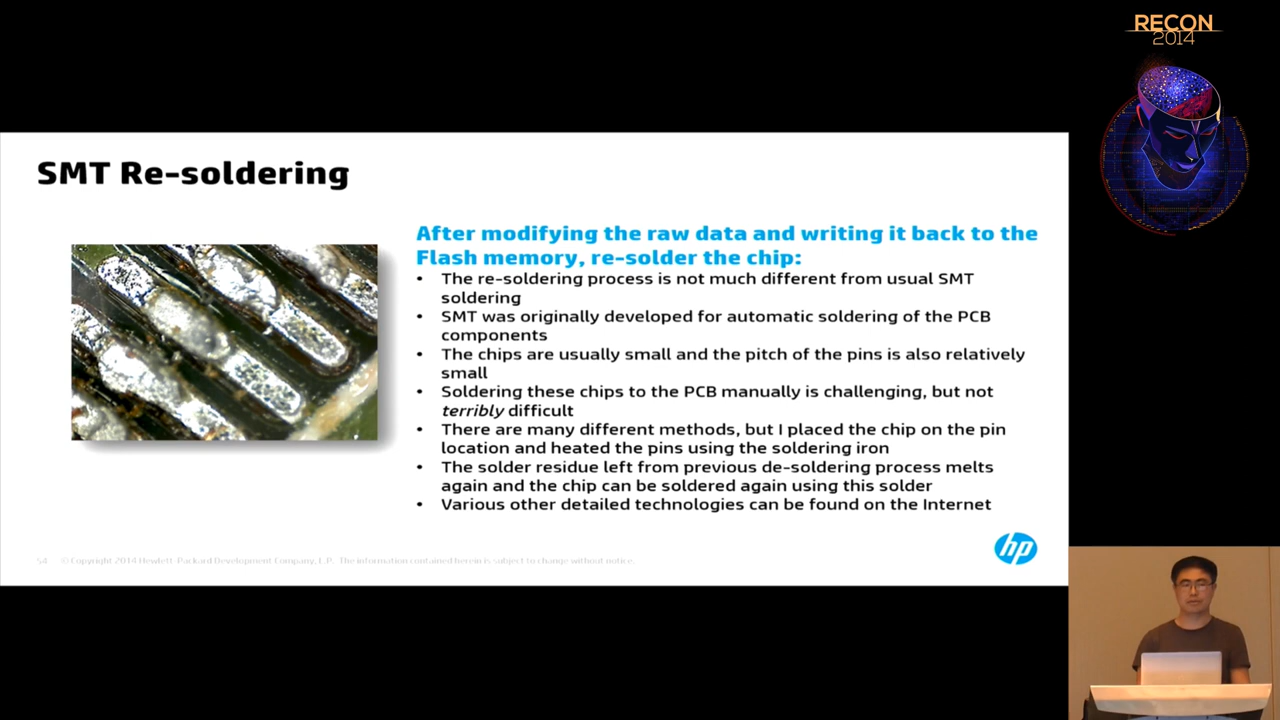 RECON
2014
SMT Re-soldering
After modifying the raw data and writing it back to the
Flash memory, re-solder the chip:
• The re-soldering process is not much different from usual SMT
soldering
• SMT was originally developed for automatic soldering of the PCB
components
• The chips are usually small and the pitch of the pins is also relatively
small
• Soldering these chips to the PCB manually is challenging, but not
terribly difficult
• There are many different methods, but I placed the chip on the pin
location and heated the pins using the soldering iron
• The solder residue left from previous de-soldering process melts
again and the chip can be soldered again using this solder
• Various other detailed technologies can be found on the Internet
hp
54 © Copyright 2014 Hewlett-Packard Development Company, L.P. The information contained herein is subject to change without notice.